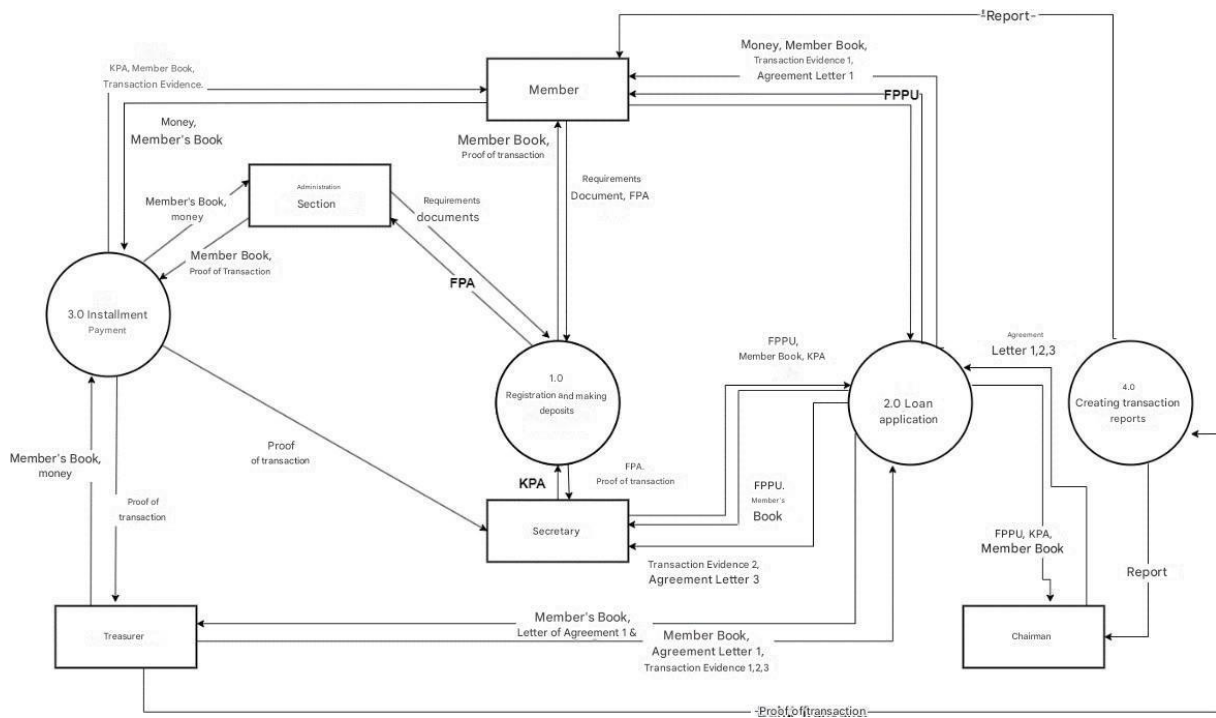 -Report-
Money, Member Book,
Transaction Evidence 1,
Agreement Letter 1
KPA, Member Book,
Transaction Evidence.
Member
FPPU
Money,
Member's Book
Member Book,
Proof of transaction
Administration
Section
Requirements
Document, FPA
Requirements
documents
Member's Book,
money
Member Book,
Proof of Transaction
FPA
3.0 Installment
Payment
FPPU,
Member Book, KPA
Agreement
Letter 1,2,3
1.0
Registration and making
deposits
2.0 Loan
application
4.0
Creating transaction
reports
Proof
of transaction
Member's Book,
money
KPA
FPA.
Proof of transaction
FPPU.
Member's
Book
Proof of
transaction
Secretary
FPPU, KPA,
Member Book
Transaction Evidence 2,
Agreement Letter 3
Report
Member's Book,
Letter of Agreement 1 &
Treasurer
Member Book,
Agreement Letter 1,
Transaction Evidence 1,2,3
Chairman
-Proof of transaction